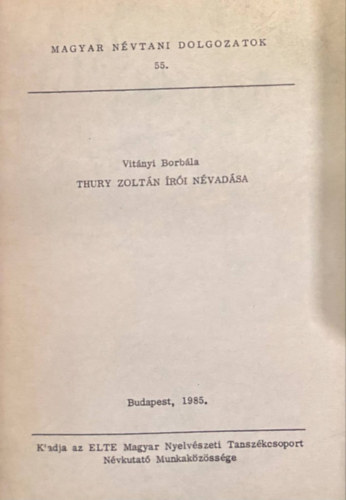 MAGYAR NÉVTANI DOLGOZATOK
55.
Vitányi Borbála
THURY ZOLTÁN ÍRÓI NÉVADÁSA
Budapest, 1985.
K'adja az ELTE Magyar Nyelvészeti Tanszékcsoport
Névkutató Munkaközössége